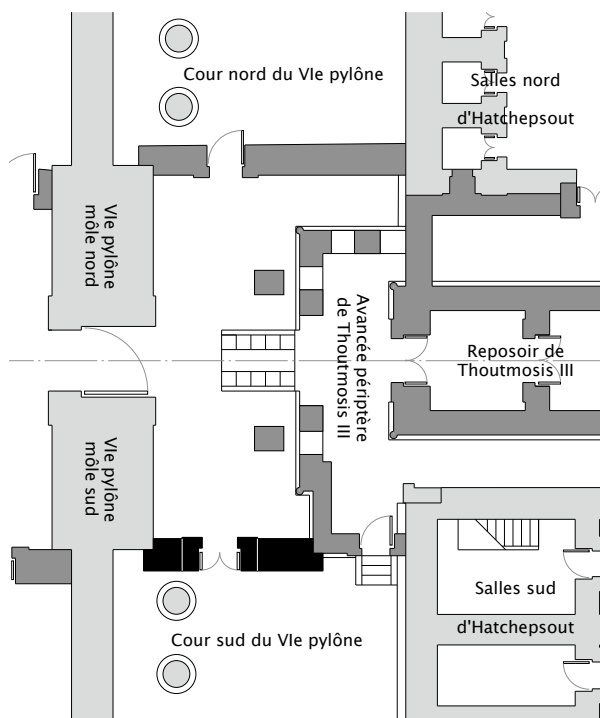 Cour nord du VIe pylône
Salles nord
d'Hatchepsout
VIe pylône
môle nord
Avancée périptère
de Thoutmosis III
Reposoir de
Thoutmosis III
VIe pylône
môle sud
Salles sud
d'Hatchepsout
Cour sud du VIe pylône